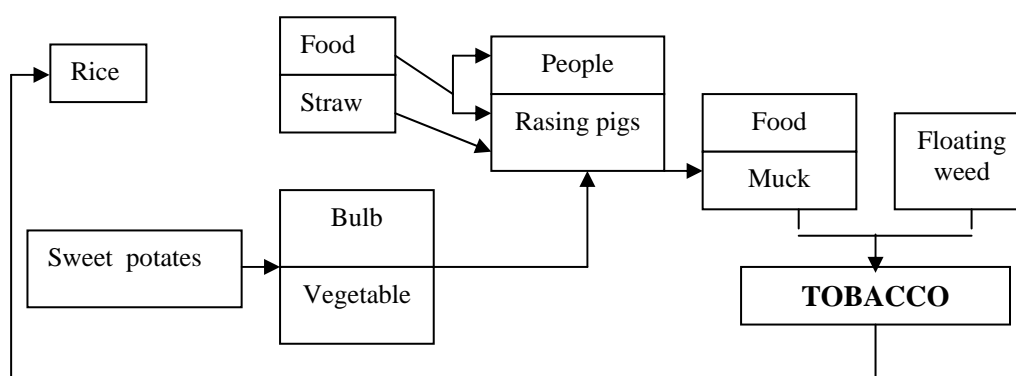 Rice
Food
Straw
People
Rasing pigs
Food
Muck
Floating
weed
Sweet potates
Bulb
Vegetable
TOBACCO